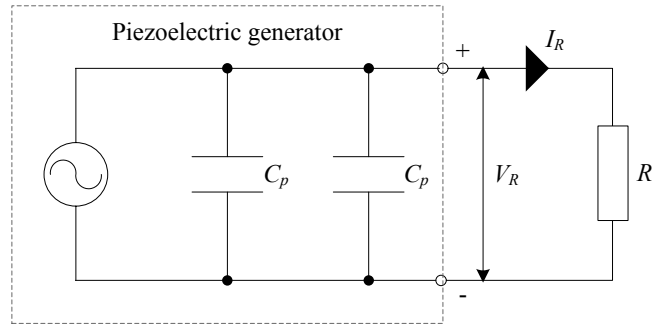 Piezoelectric generator
+
I_R
C_p
C_p
V_R
R
-